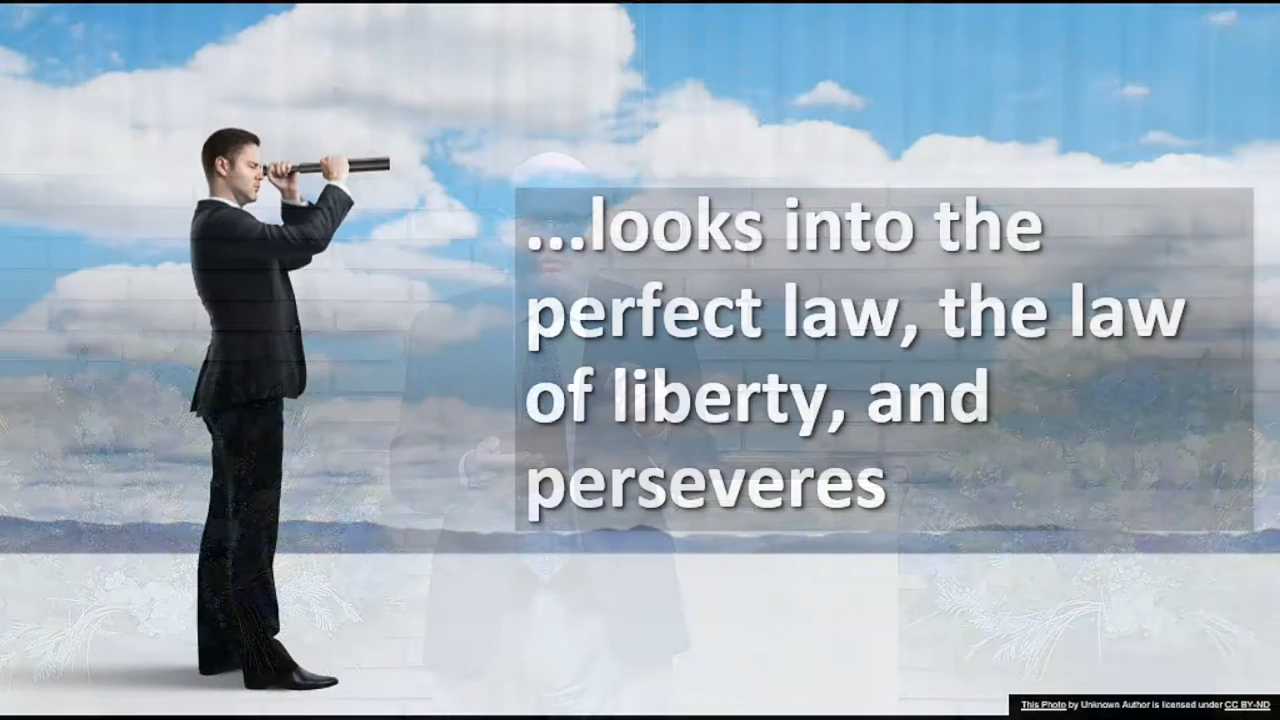 ...looks into the
perfect law, the law
of liberty, and
perseveres
This Photo by Unknown Author is licensed under CC BY-ND